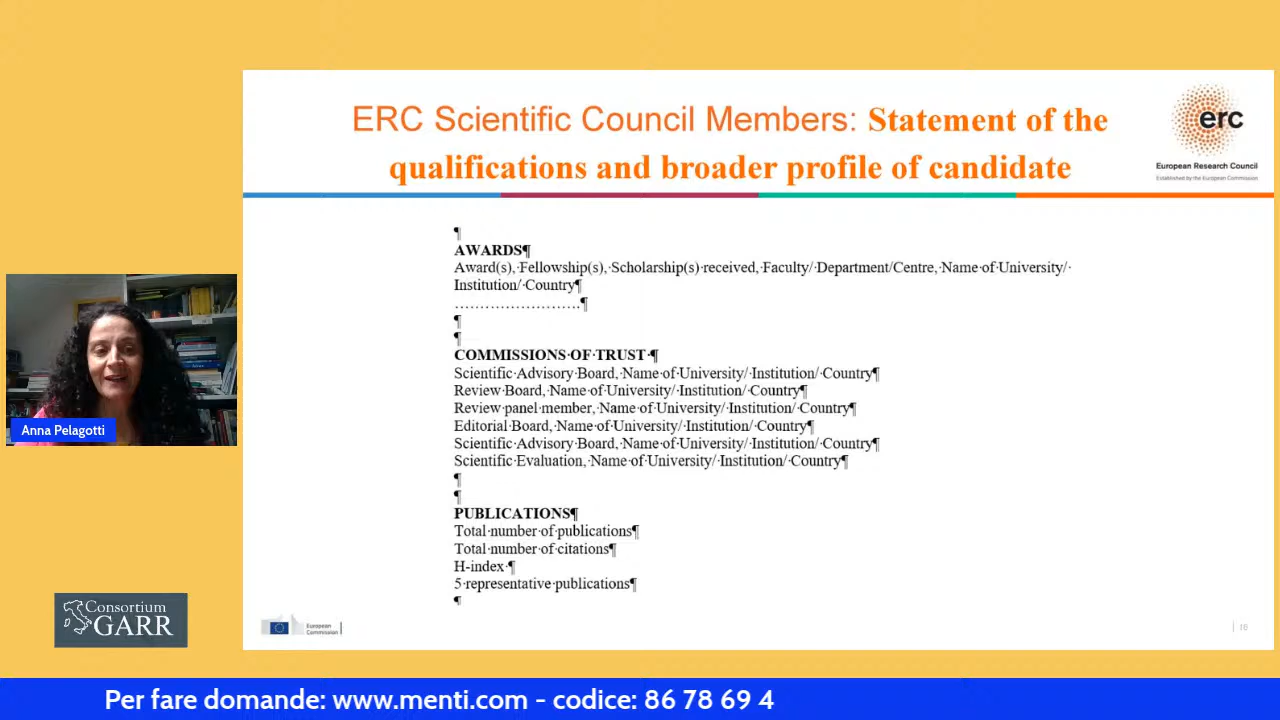 ERC Scientific Council Members: Statement of the
qualifications and broader profile of candidate
erc
European Research Council
Established by the European Commission
¶
AWARDS¶
Award(s),·Fellowship(s),·Scholarship(s)·received,·Faculty/·Department/Centre,·Name·of·University/·
Institution/·Country¶
……………………¶
¶
¶
COMMISSIONS·OF·TRUST·¶
Scientific·Advisory·Board,·Name·of·University/·Institution/·Country¶
Review·Board,·Name·of·University/·Institution/·Country¶
Review·panel·member,·Name·of·University/·Institution/·Country¶
Editorial·Board,·Name·of·University/·Institution/·Country¶
Scientific·Advisory·Board,·Name·of·University/·Institution/·Country¶
Scientific·Evaluation,·Name·of·University/·Institution/·Country¶
¶
¶
PUBLICATIONS¶
Total·number·of·publications¶
Total·number·of·citations¶
H-index·¶
5·representative·publications¶
¶
European
Commission
16
Anna Pelagotti
Consortium
GARR
Per fare domande: www.menti.com - codice: 86 78 69 4